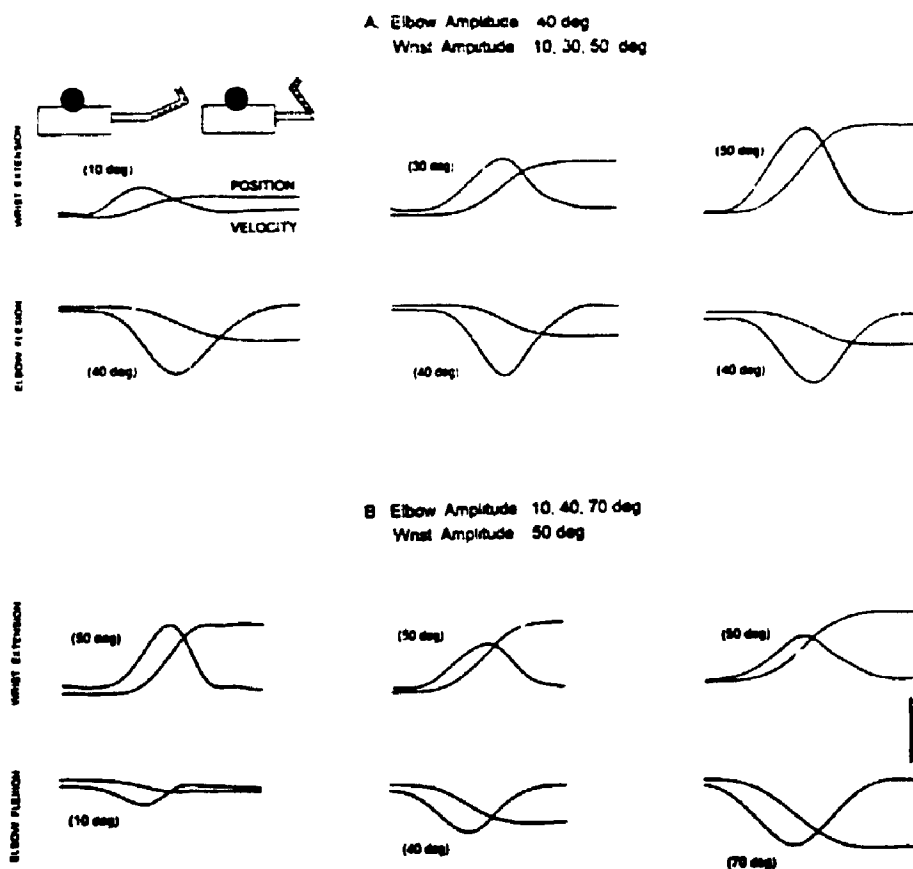 A. Elbow Amplitude 40 deg
Wrist Amplitude 10, 30, 50 deg
WRIST EXTENSION
(10 deg)
POSITION
VELOCITY
(30 deg)
(50 deg)
ELBOW FLEXION
(40 deg)
(40 deg)
(40 deg)
B Elbow Amplitude 10, 40, 70 deg
Wrist Amplitude 50 deg
WRIST EXTENSION
(50 deg)
(50 deg)
(50 deg)
ELBOW FLEXION
(10 deg)
(40 deg)
(70 deg)